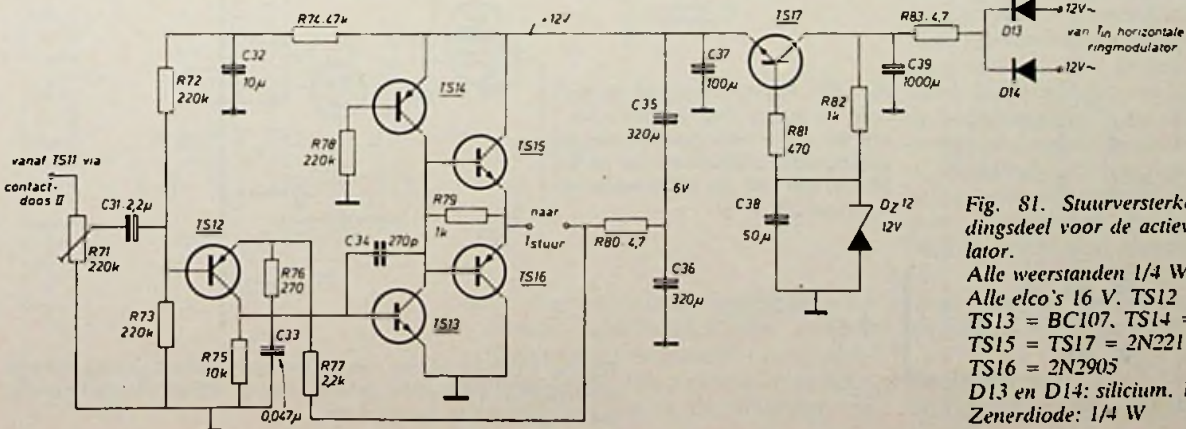 R74.47k
+12V
TS17
R83.4,7
12V~
D13
van Tin horizontale
ringmodulator
12V~
D14
C32
10µ
R72
220k
TS14
C37
100µ
C39
1000µ
R82
1k
C35
320µ
R78
220k
TS15
R81
470
vanaf TS11 via
contact-
doos II
C31.2,2µ
R79
1k
naar
Tstuur
6V
C38
50µ
DZ 12
12V
TS12
C34
270p
R80.4,7
R71
220k
R76
270
TS16
C36
320µ
R73
220k
C33
TS13
R75
10k
R77
2,2k
0,047µ
Fig. 81. Stuurversterke
dingsdeel voor de actiev
lator.
Alle weerstanden 1/4 W
Alle elco's 16 V. TS12
TS13 = BC107. TS14 =
TS15 = TS17 = 2N221
TS16 = 2N2905
D13 en D14: silicium.
Zenerdiode: 1/4 W